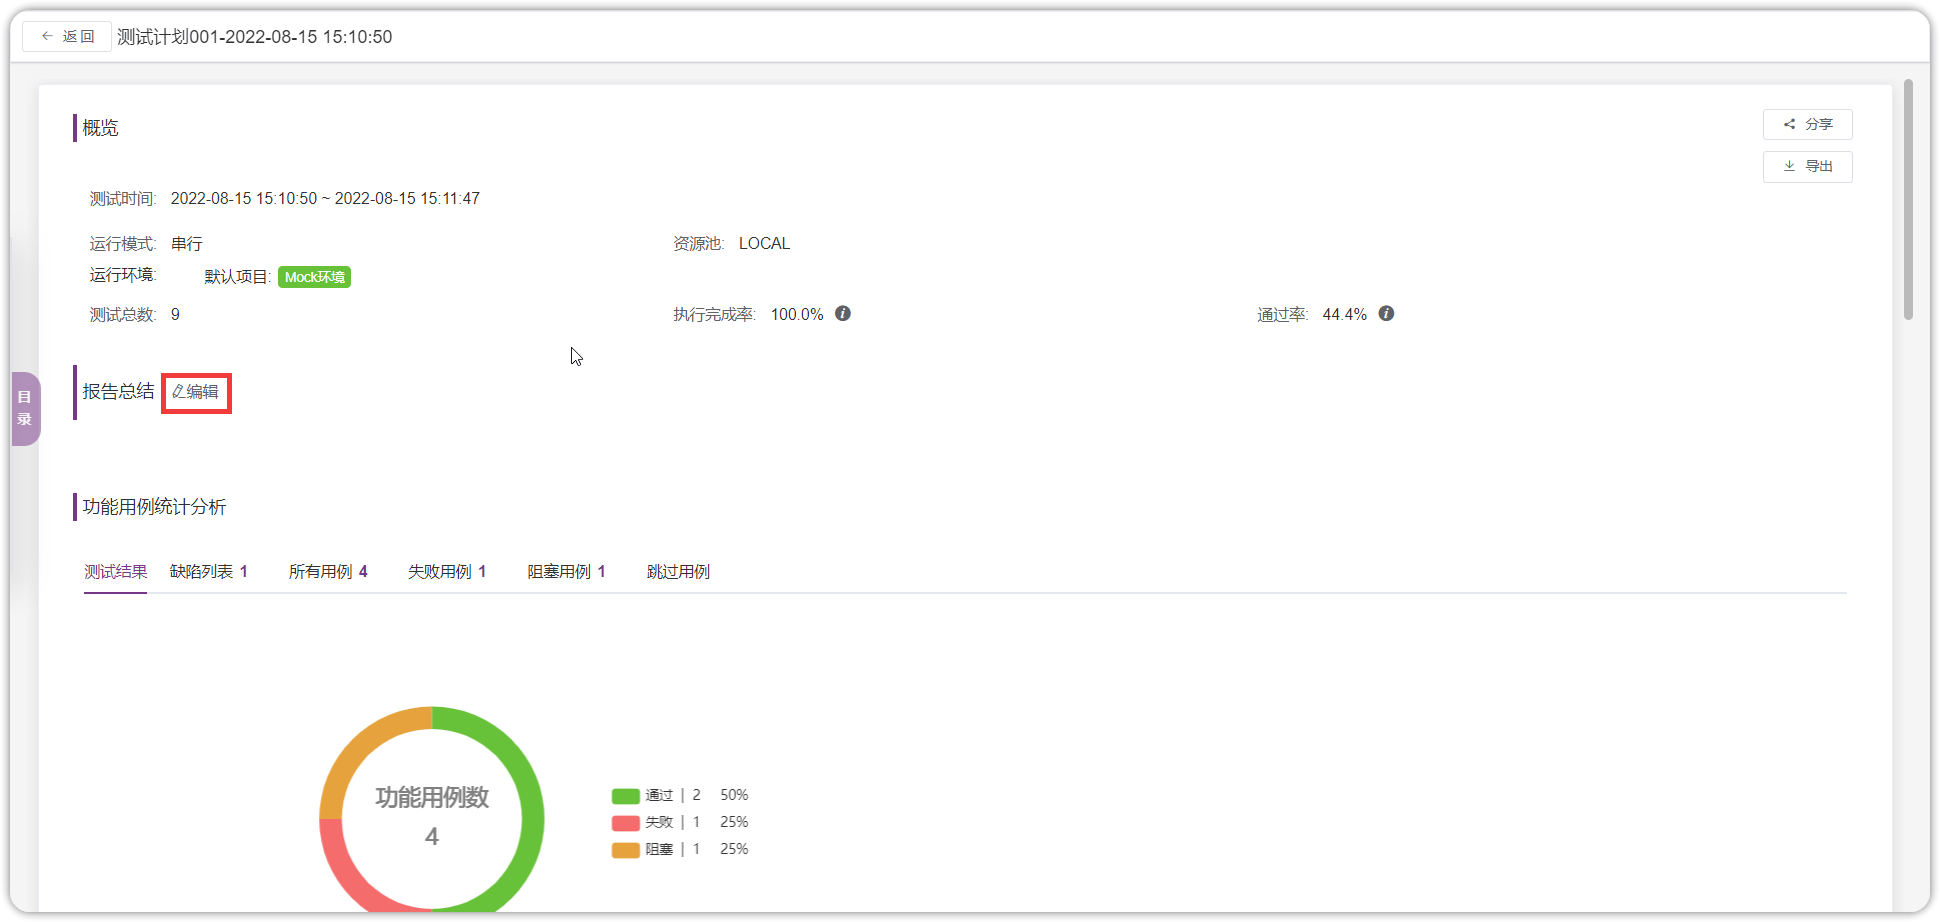 返回 测试计划001-2022-08-15 15:10:50
概览
分享
导出
测试时间: 2022-08-15 15:10:50 ~ 2022-08-15 15:11:47
运行模式: 串行 资源池: LOCAL
运行环境: 默认项目: Mock环境
测试总数: 9 执行完成率: 100.0% 通过率: 44.4%
目录
报告总结 编辑
功能用例统计分析
测试结果 缺陷列表 1 所有用例 4 失败用例 1 阻塞用例 1 跳过用例
功能用例数
4
通过 | 2 50%
失败 | 1 25%
阻塞 | 1 25%